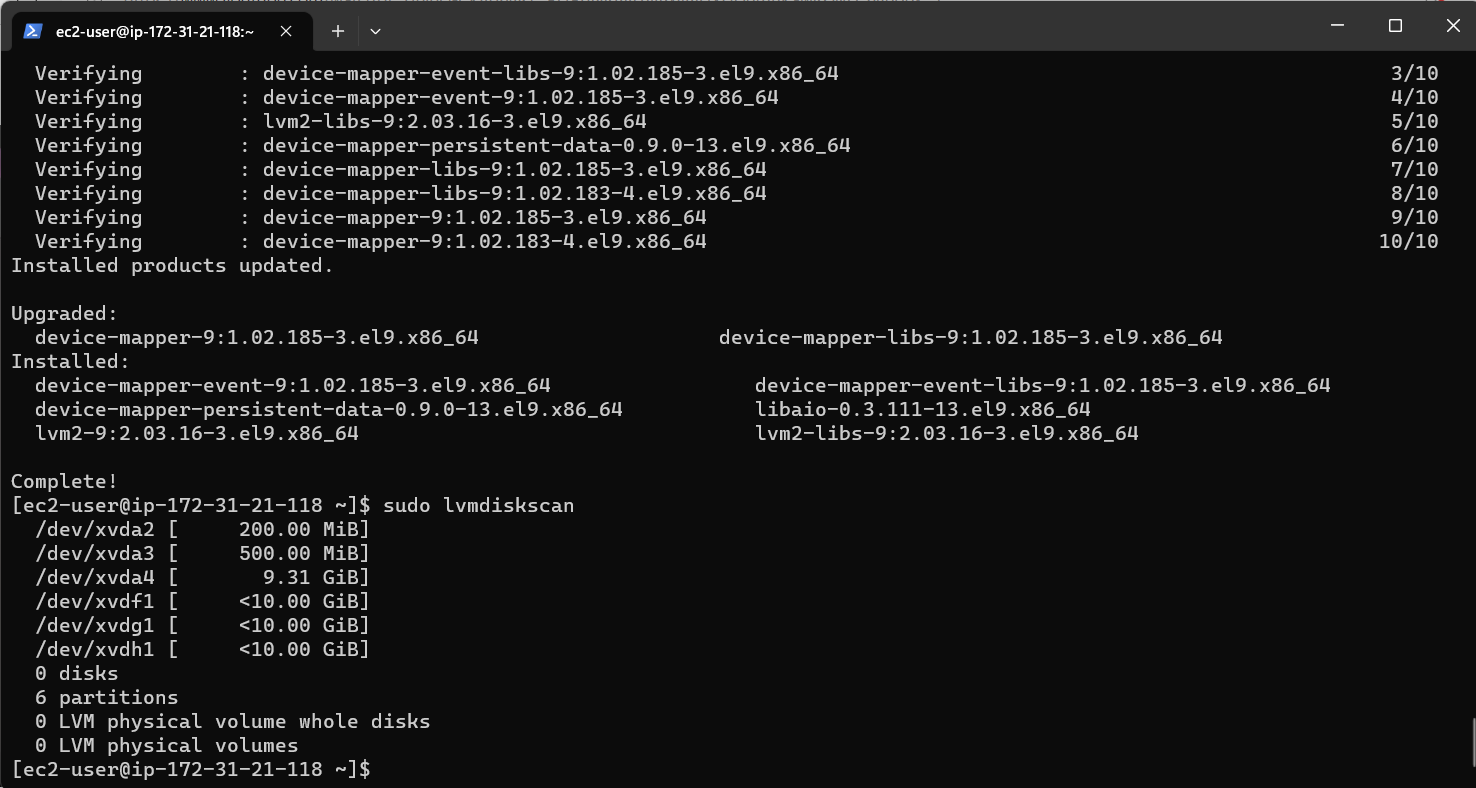 ec2-user@ip-172-31-21-118:~
Verifying : device-mapper-event-libs-9:1.02.185-3.el9.x86_64 3/10
Verifying : device-mapper-event-9:1.02.185-3.el9.x86_64 4/10
Verifying : lvm2-libs-9:2.03.16-3.el9.x86_64 5/10
Verifying : device-mapper-persistent-data-0.9.0-13.el9.x86_64 6/10
Verifying : device-mapper-libs-9:1.02.185-3.el9.x86_64 7/10
Verifying : device-mapper-libs-9:1.02.183-4.el9.x86_64 8/10
Verifying : device-mapper-9:1.02.185-3.el9.x86_64 9/10
Verifying : device-mapper-9:1.02.183-4.el9.x86_64 10/10
Installed products updated.
Upgraded:
device-mapper-9:1.02.185-3.el9.x86_64 device-mapper-libs-9:1.02.185-3.el9.x86_64
Installed:
device-mapper-event-9:1.02.185-3.el9.x86_64 device-mapper-event-libs-9:1.02.185-3.el9.x86_64
device-mapper-persistent-data-0.9.0-13.el9.x86_64 libaio-0.3.111-13.el9.x86_64
lvm2-9:2.03.16-3.el9.x86_64 lvm2-libs-9:2.03.16-3.el9.x86_64
Complete!
[ec2-user@ip-172-31-21-118 ~]$ sudo lvmdiskscan
/dev/xvda2 [ 200.00 MiB]
/dev/xvda3 [ 500.00 MiB]
/dev/xvda4 [ 9.31 GiB]
/dev/xvdf1 [ <10.00 GiB]
/dev/xvdg1 [ <10.00 GiB]
/dev/xvdh1 [ <10.00 GiB]
0 disks
6 partitions
0 LVM physical volume whole disks
0 LVM physical volumes
[ec2-user@ip-172-31-21-118 ~]$